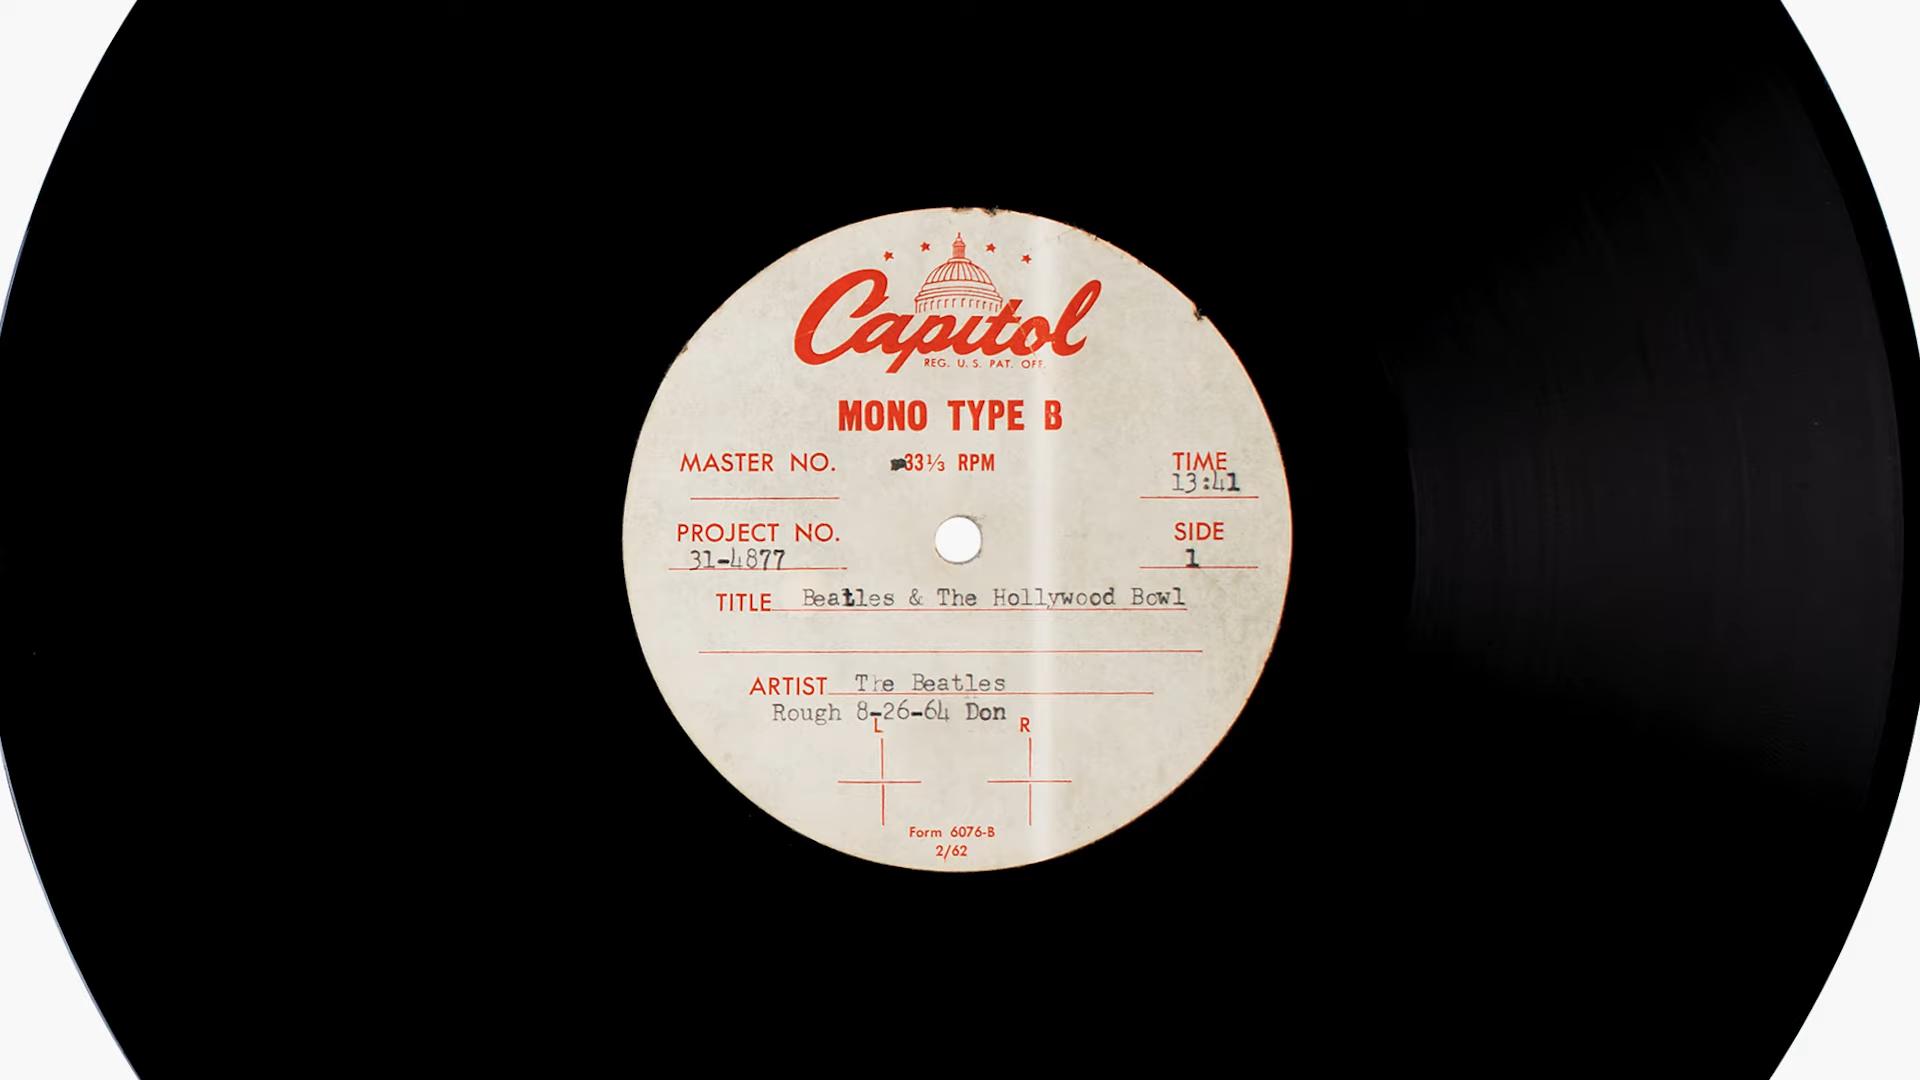 Capitol
REG. U.S. PAT. OFF.
MONO TYPE B
MASTER NO. 33⅓ RPM TIME
13:41
PROJECT NO. SIDE
31-4877 1
TITLE Beatles & The Hollywood Bowl
ARTIST The Beatles
Rough 8-26-64 Don
L R
Form 6076-B
2/62